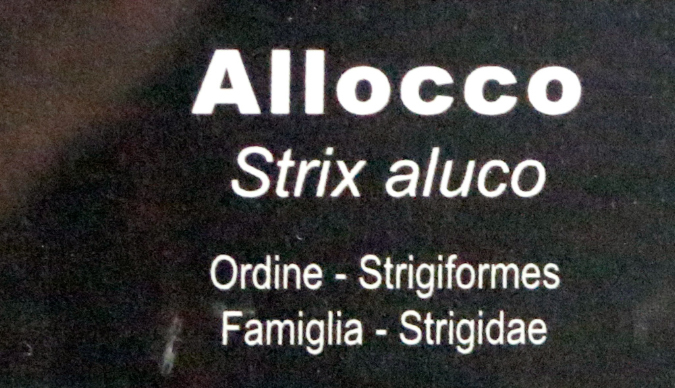 Allocco
Strix aluco
Ordine - Strigiformes
Famiglia - Strigidae